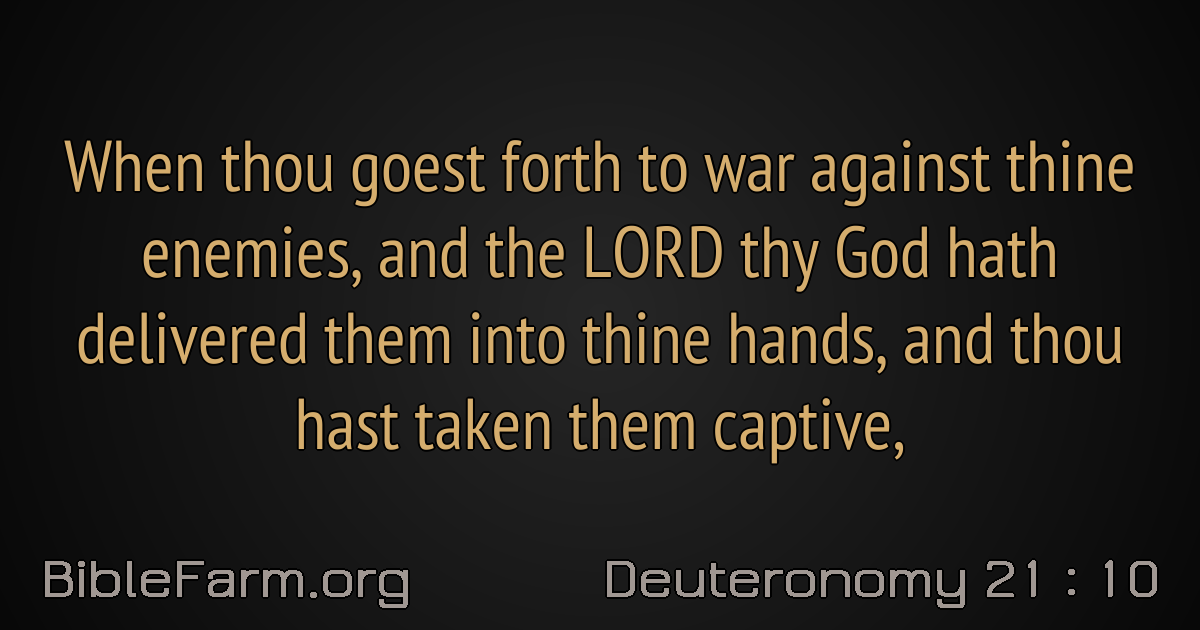 When thou goest forth to war against thine
enemies, and the LORD thy God hath
delivered them into thine hands, and thou
hast taken them captive,
BibleFarm.org
Deuteronomy 21 : 10